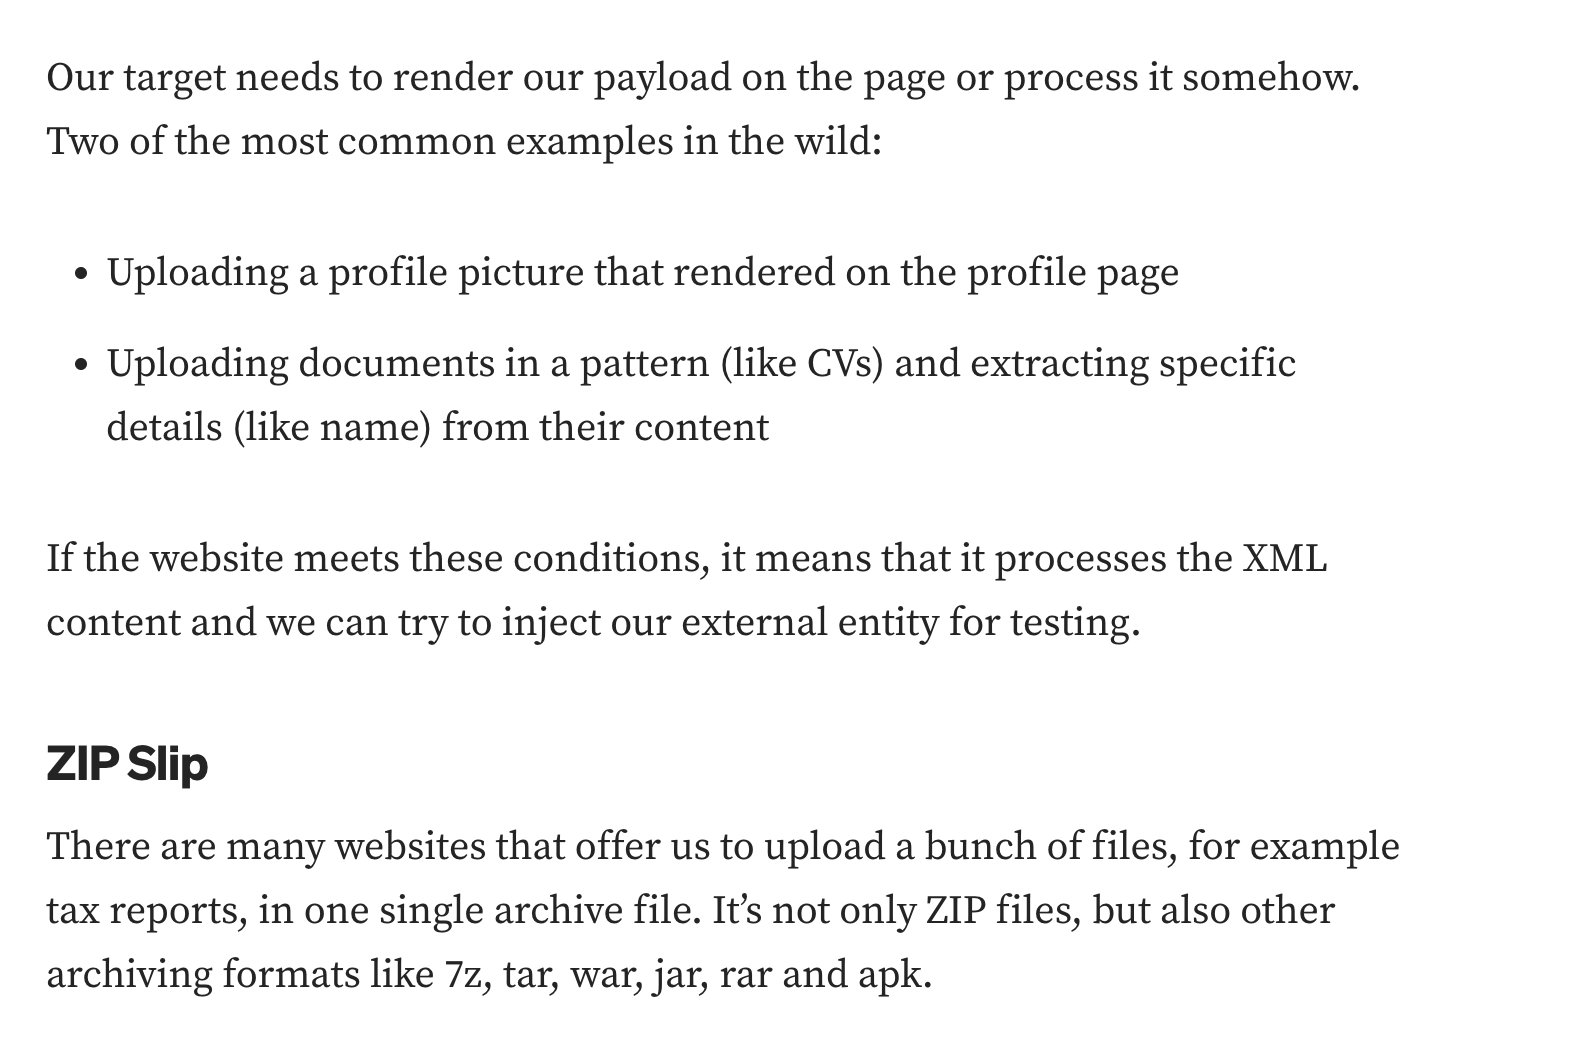 Our target needs to render our payload on the page or process it somehow.
Two of the most common examples in the wild:
• Uploading a profile picture that rendered on the profile page
• Uploading documents in a pattern (like CVs) and extracting specific
details (like name) from their content
If the website meets these conditions, it means that it processes the XML
content and we can try to inject our external entity for testing.
ZIP Slip
There are many websites that offer us to upload a bunch of files, for example
tax reports, in one single archive file. It’s not only ZIP files, but also other
archiving formats like 7z, tar, war, jar, rar and apk.